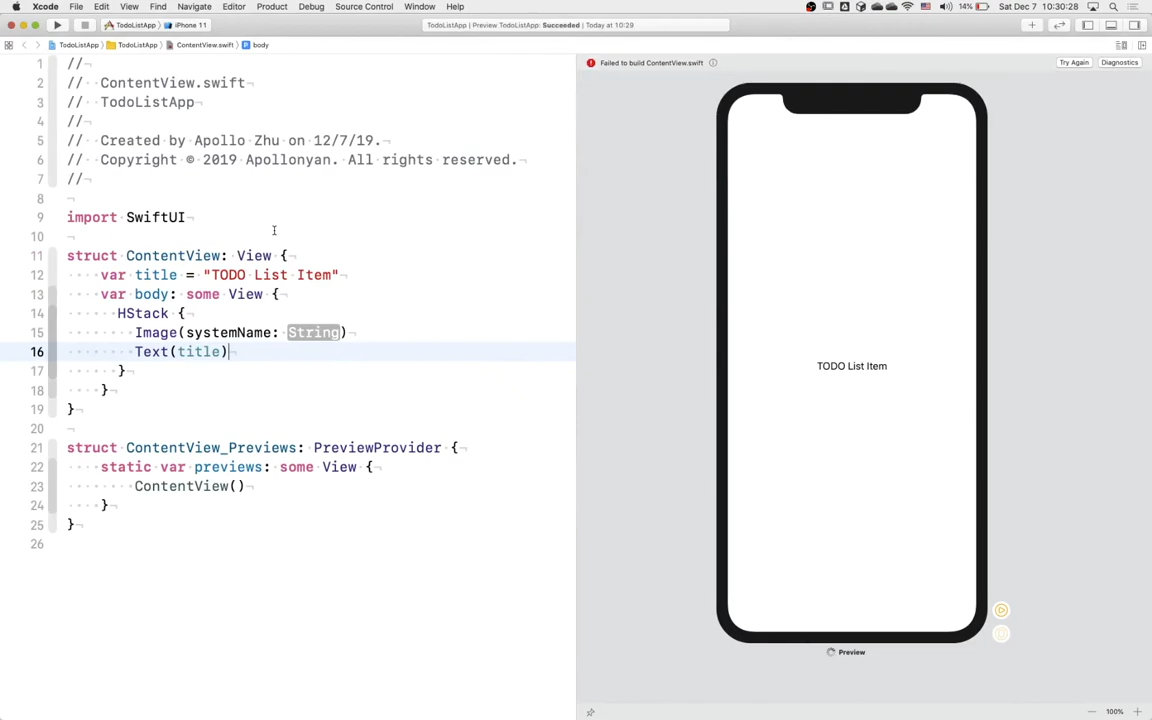 Xcode File Edit View Find Navigate Editor Product Debug Source Control Window Help 14% Sat Dec 7 10:30:28
TodoListApp iPhone 11 TodoListApp | Preview TodoListApp: Succeeded | Today at 10:29
TodoListApp TodoListApp ContentView.swift body
Failed to build ContentView.swift Try Again Diagnostics
1 //
2 // ContentView.swift
3 // TodoListApp
4 //
5 // Created by Apollo Zhu on 12/7/19.
6 // Copyright © 2019 Apollonyan. All rights reserved.
7 //
8
9 import SwiftUI
10
11 struct ContentView: View {
12 var title = "TODO List Item"
13 var body: some View {
14 HStack {
15 Image(systemName: String)
16 Text(title)
17 }
18 }
19 }
20
21 struct ContentView_Previews: PreviewProvider {
22 static var previews: some View {
23 ContentView()
24 }
25 }
26
TODO List Item
Preview
100%